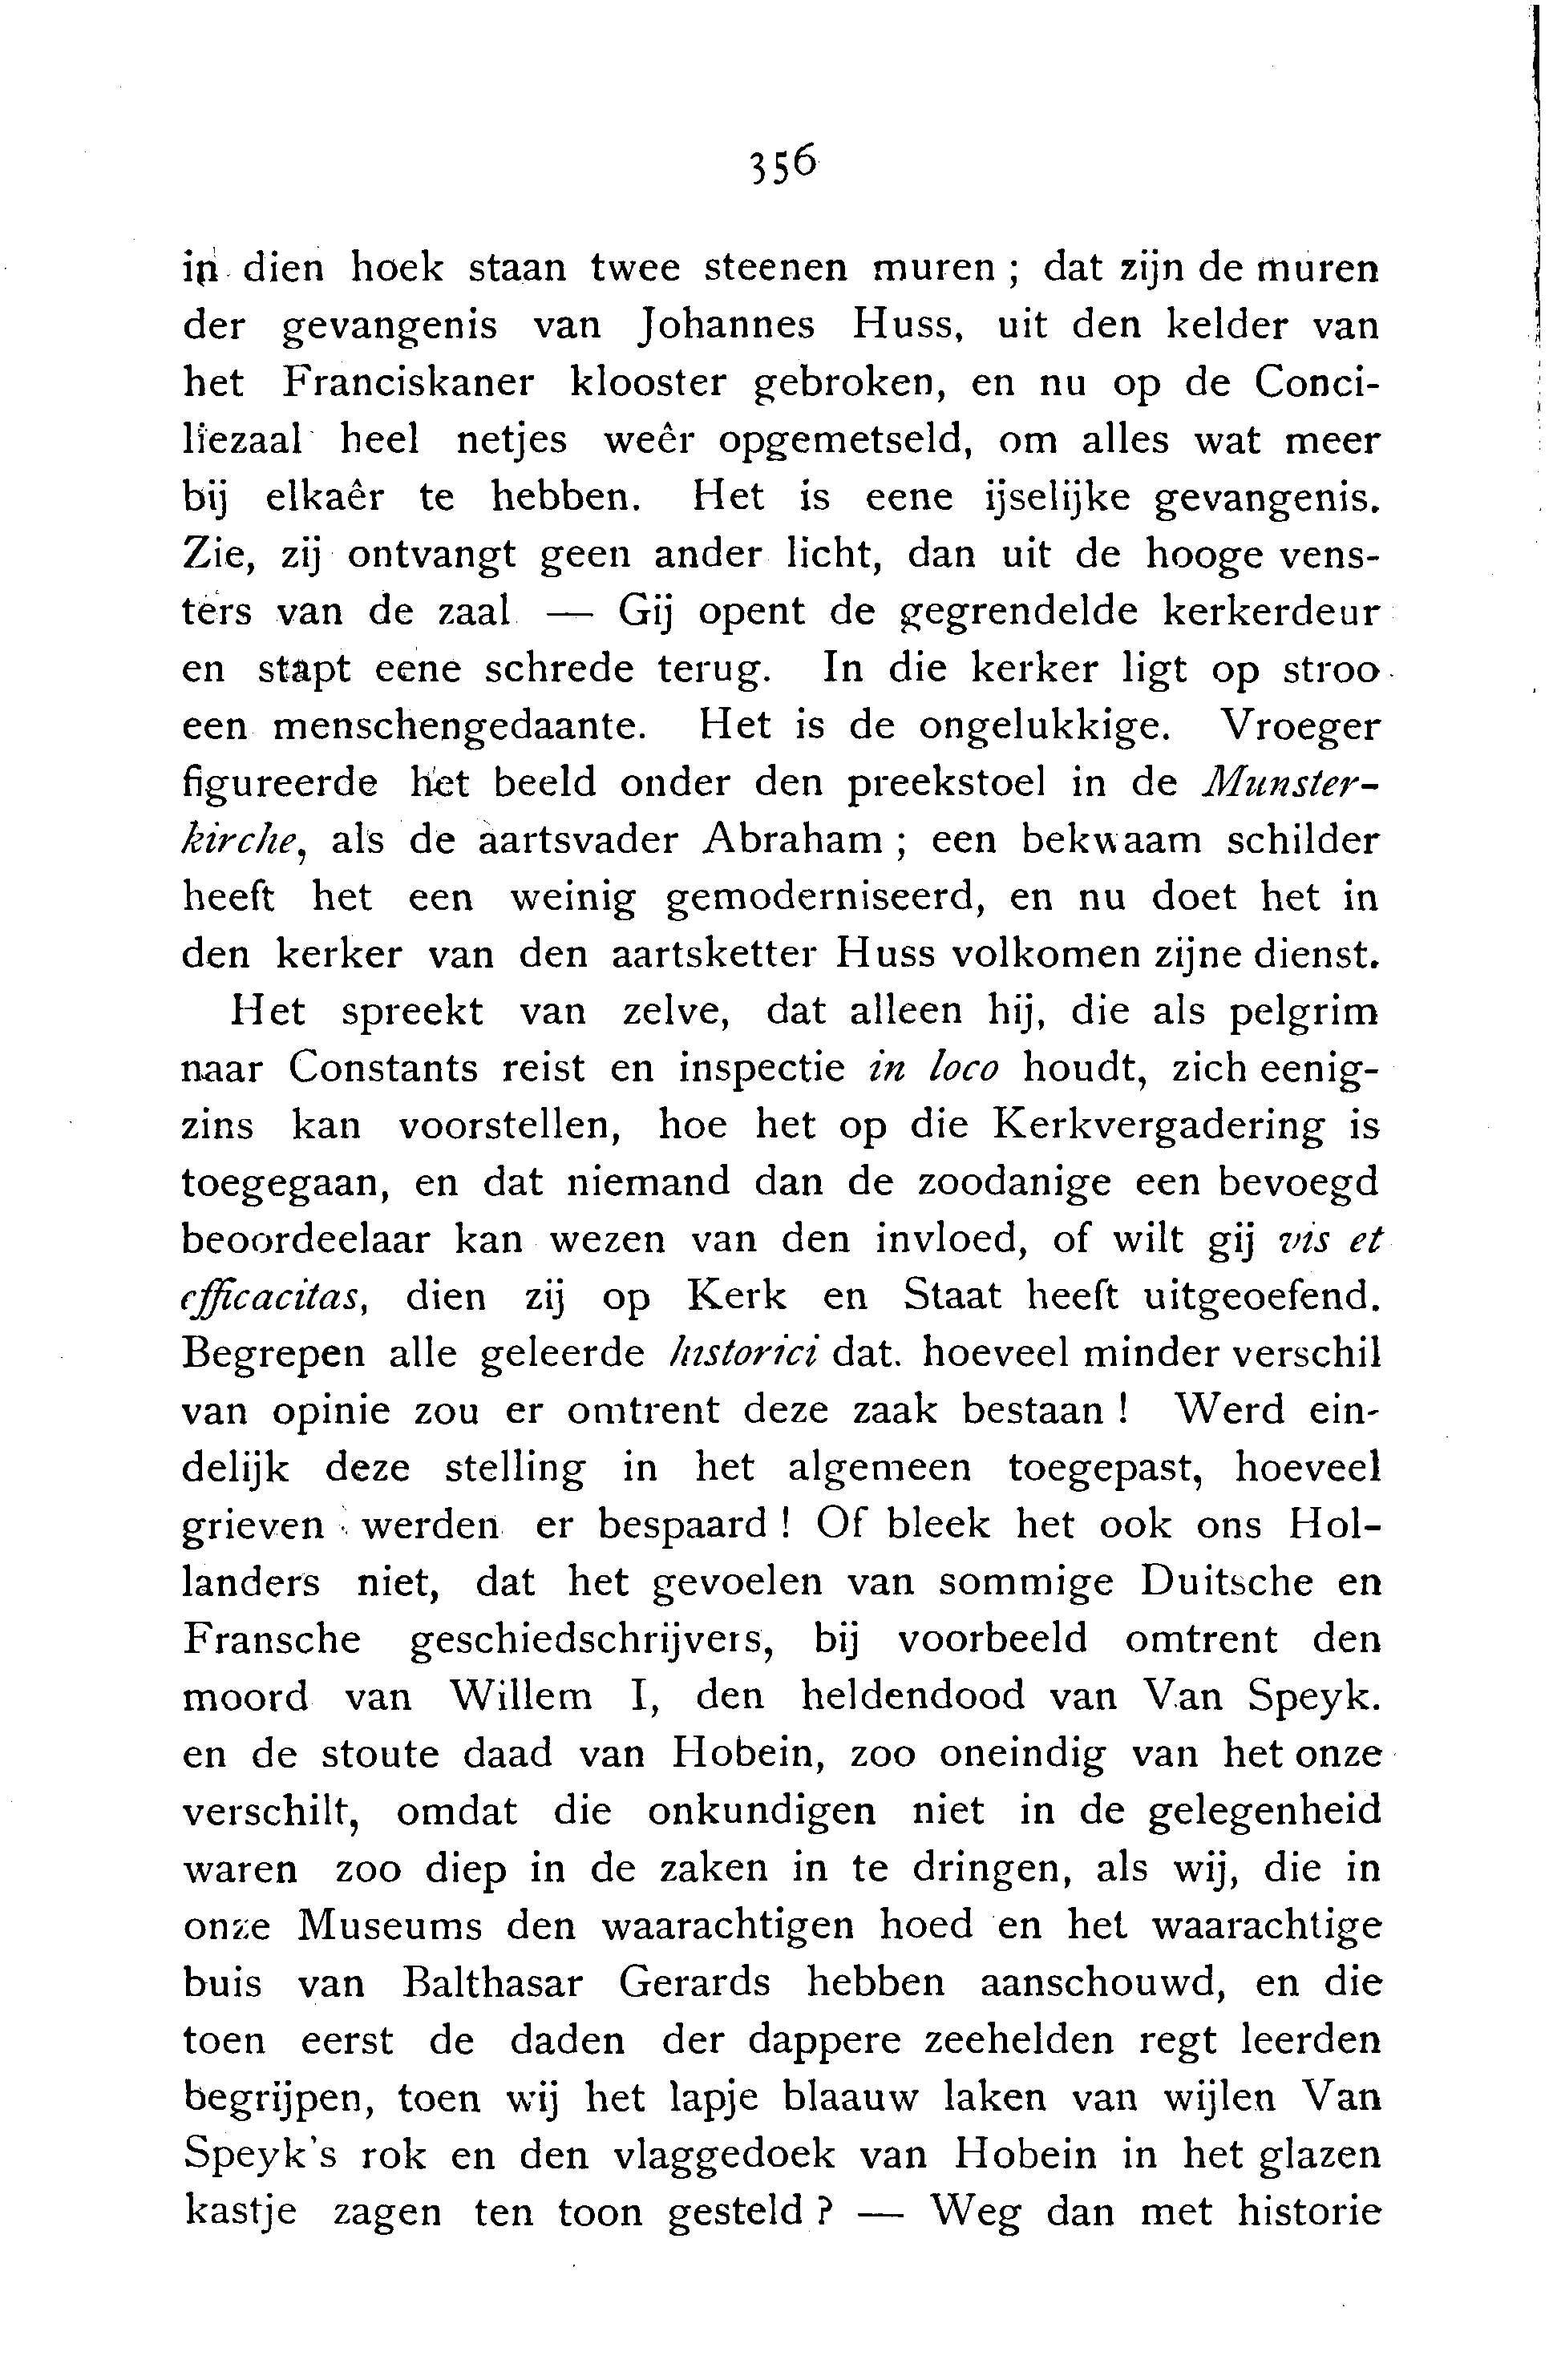 356
in dien hoek staan twee steenen muren ; dat zijn de muren
der gevangenis van Johannes Huss, uit den kelder van
het Franciskaner klooster gebroken, en nu op de Conci-
liezaal heel netjes weêr opgemetseld, om alles wat meer
bij elkaêr te hebben. Het is eene ijselijke gevangenis.
Zie, zij ontvangt geen ander licht, dan uit de hooge vens-
ters van de zaal — Gij opent de gegrendelde kerkerdeur
en stapt eene schrede terug. In die kerker ligt op stroo
een menschengedaante. Het is de ongelukkige. Vroeger
figureerde het beeld onder den preekstoel in de Munster-
kirche, als de aartsvader Abraham ; een bekwaam schilder
heeft het een weinig gemoderniseerd, en nu doet het in
den kerker van den aartsketter Huss volkomen zijne dienst.
Het spreekt van zelve, dat alleen hij, die als pelgrim
naar Constants reist en inspectie in loco houdt, zich eenig-
zins kan voorstellen, hoe het op die Kerkvergadering is
toegegaan, en dat niemand dan de zoodanige een bevoegd
beoordeelaar kan wezen van den invloed, of wilt gij vis et
efficacitas, dien zij op Kerk en Staat heeft uitgeoefend.
Begrepen alle geleerde historici dat. hoeveel minder verschil
van opinie zou er omtrent deze zaak bestaan ! Werd ein-
delijk deze stelling in het algemeen toegepast, hoeveel
grieven werden er bespaard ! Of bleek het ook ons Hol-
landers niet, dat het gevoelen van sommige Duitsche en
Fransche geschiedschrijvers, bij voorbeeld omtrent den
moord van Willem I, den heldendood van Van Speyk.
en de stoute daad van Hobein, zoo oneindig van het onze
verschilt, omdat die onkundigen niet in de gelegenheid
waren zoo diep in de zaken in te dringen, als wij, die in
onze Museums den waarachtigen hoed en het waarachtige
buis van Balthasar Gerards hebben aanschouwd, en die
toen eerst de daden der dappere zeehelden regt leerden
begrijpen, toen wij het lapje blaauw laken van wijlen Van
Speyk's rok en den vlaggedoek van Hobein in het glazen
kastje zagen ten toon gesteld ? — Weg dan met historie